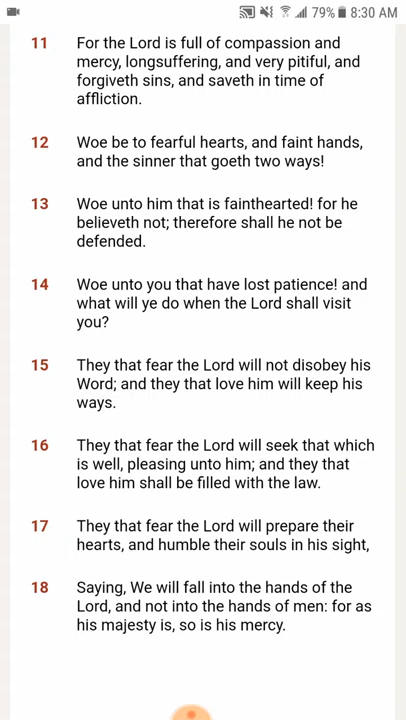 79% 8:30 AM
11 For the Lord is full of compassion and
mercy, longsuffering, and very pitiful, and
forgiveth sins, and saveth in time of
affliction.
12 Woe be to fearful hearts, and faint hands,
and the sinner that goeth two ways!
13 Woe unto him that is fainthearted! for he
believeth not; therefore shall he not be
defended.
14 Woe unto you that have lost patience! and
what will ye do when the Lord shall visit
you?
15 They that fear the Lord will not disobey his
Word; and they that love him will keep his
ways.
16 They that fear the Lord will seek that which
is well, pleasing unto him; and they that
love him shall be filled with the law.
17 They that fear the Lord will prepare their
hearts, and humble their souls in his sight,
18 Saying, We will fall into the hands of the
Lord, and not into the hands of men: for as
his majesty is, so is his mercy.